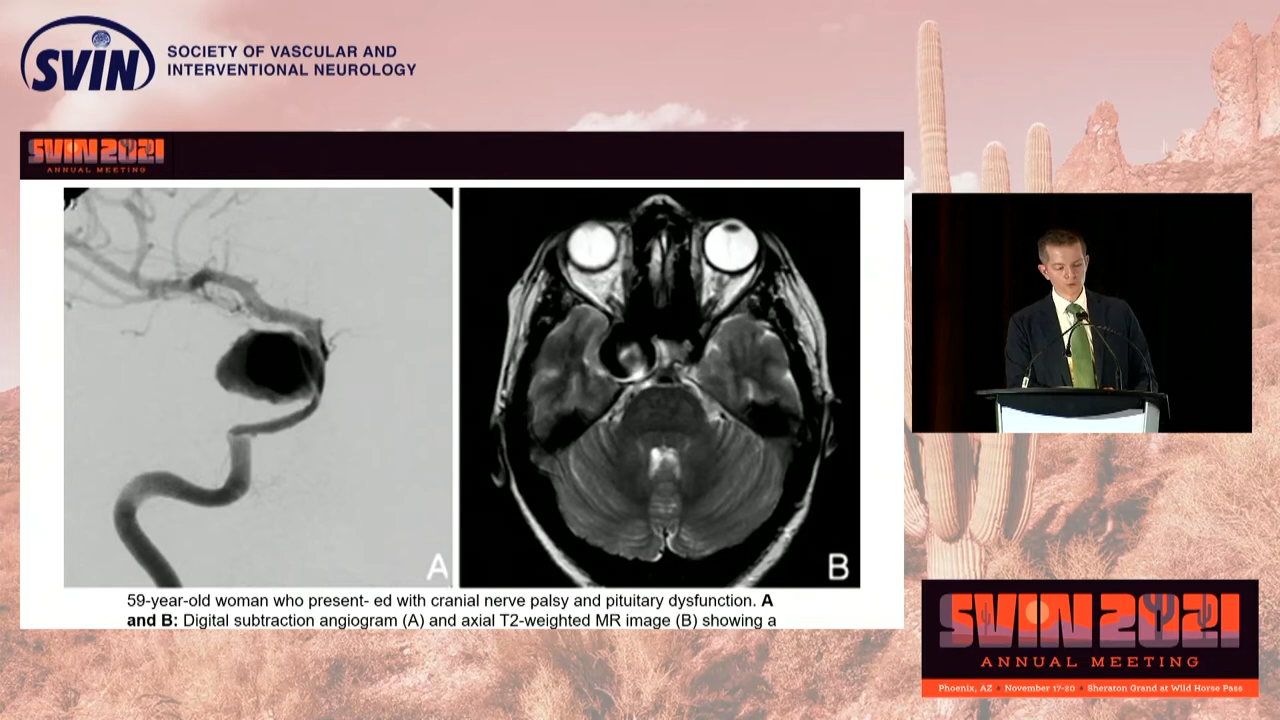 SVIN
SOCIETY OF VASCULAR AND
INTERVENTIONAL NEUROLOGY
SVIN 2021
ANNUAL MEETING
A
B
59-year-old woman who present- ed with cranial nerve palsy and pituitary dysfunction. A
and B: Digital subtraction angiogram (A) and axial T2-weighted MR image (B) showing a
SVIN 2021
ANNUAL MEETING
Phoenix, AZ • November 17-20 • Sheraton Grand at Wild Horse Pass